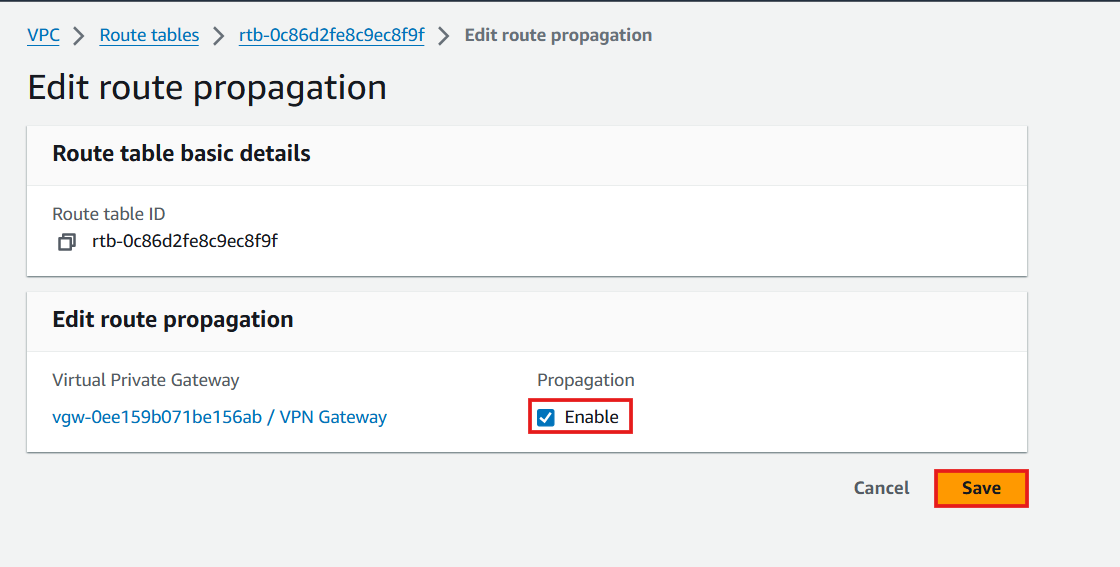 VPC > Route tables > rtb-0c86d2fe8c9ec8f9f > Edit route propagation
Edit route propagation
Route table basic details
Route table ID
rtb-0c86d2fe8c9ec8f9f
Edit route propagation
Virtual Private Gateway Propagation
vgw-0ee159b071be156ab / VPN Gateway Enable
Cancel Save